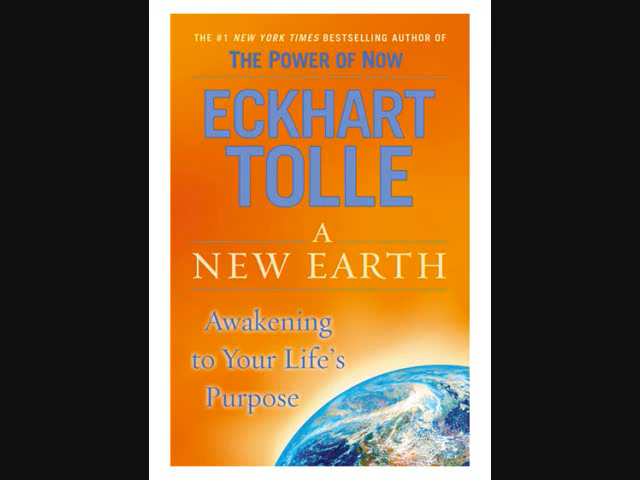 THE #1 NEW YORK TIMES BESTSELLING AUTHOR OF
THE POWER OF NOW
ECKHART
TOLLE
A
NEW EARTH
Awakening
to Your Life's
Purpose